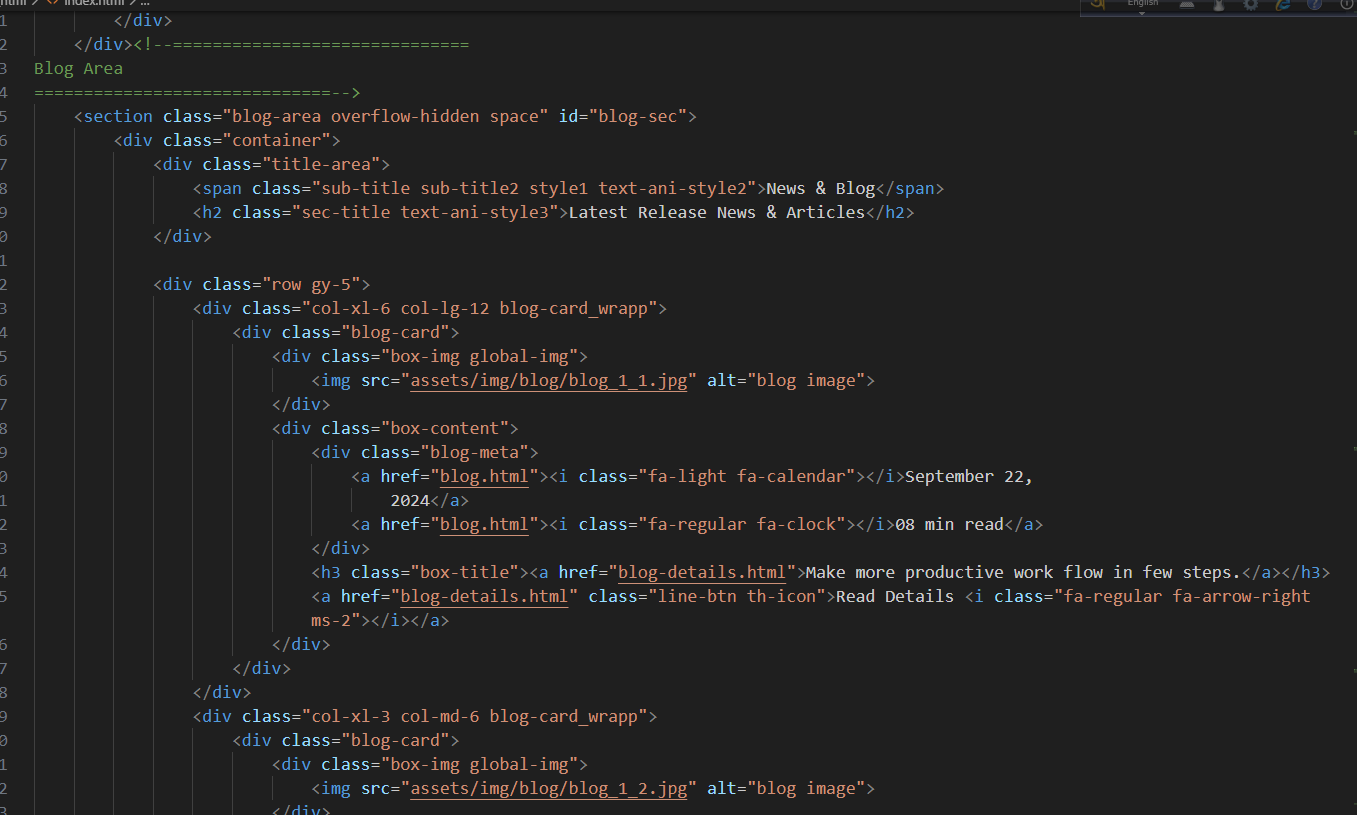 index.html > ...
English
1 </div>
2 </div><!--==============================
3 Blog Area
4 ==============================-->
5 <section class="blog-area overflow-hidden space" id="blog-sec">
6 <div class="container">
7 <div class="title-area">
8 <span class="sub-title sub-title2 style1 text-ani-style2">News & Blog</span>
9 <h2 class="sec-title text-ani-style3">Latest Release News & Articles</h2>
0 </div>
1
2 <div class="row gy-5">
3 <div class="col-xl-6 col-lg-12 blog-card_wrapp">
4 <div class="blog-card">
5 <div class="box-img global-img">
6 <img src="assets/img/blog/blog_1_1.jpg" alt="blog image">
7 </div>
8 <div class="box-content">
9 <div class="blog-meta">
0 <a href="blog.html"><i class="fa-light fa-calendar"></i>September 22,
1 2024</a>
2 <a href="blog.html"><i class="fa-regular fa-clock"></i>08 min read</a>
3 </div>
4 <h3 class="box-title"><a href="blog-details.html">Make more productive work flow in few steps.</a></h3>
5 <a href="blog-details.html" class="line-btn th-icon">Read Details <i class="fa-regular fa-arrow-right
ms-2"></i></a>
6 </div>
7 </div>
8 </div>
9 <div class="col-xl-3 col-md-6 blog-card_wrapp">
0 <div class="blog-card">
1 <div class="box-img global-img">
2 <img src="assets/img/blog/blog_1_2.jpg" alt="blog image">
3 </div>